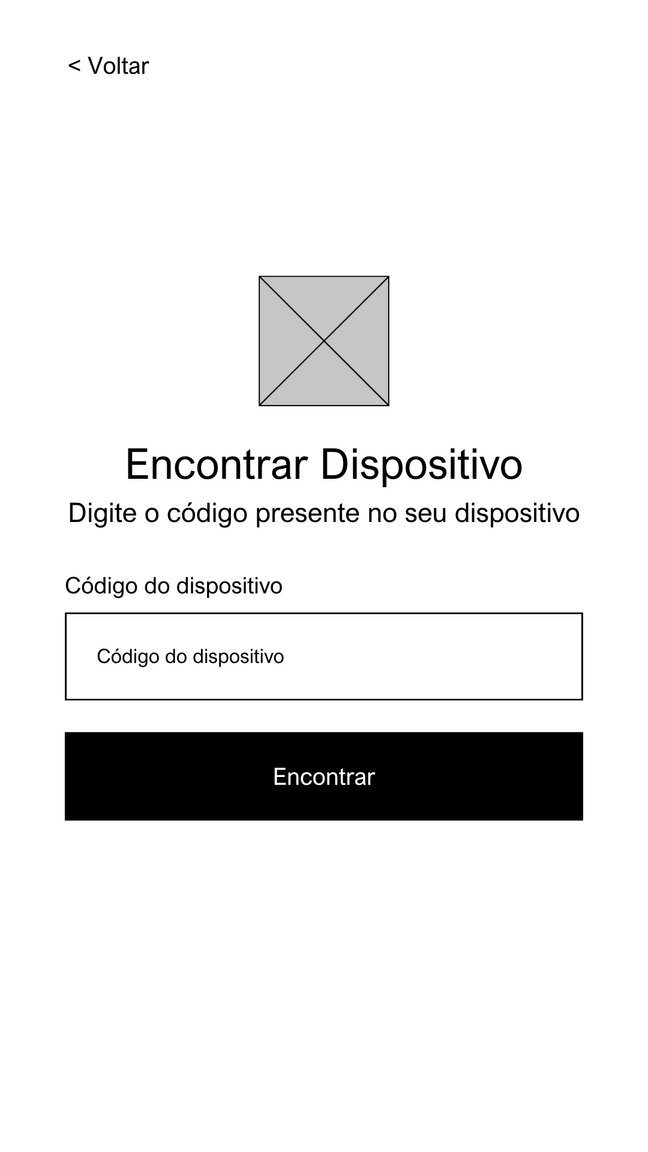 < Voltar
Encontrar Dispositivo
Digite o código presente no seu dispositivo
Código do dispositivo
Código do dispositivo
Encontrar